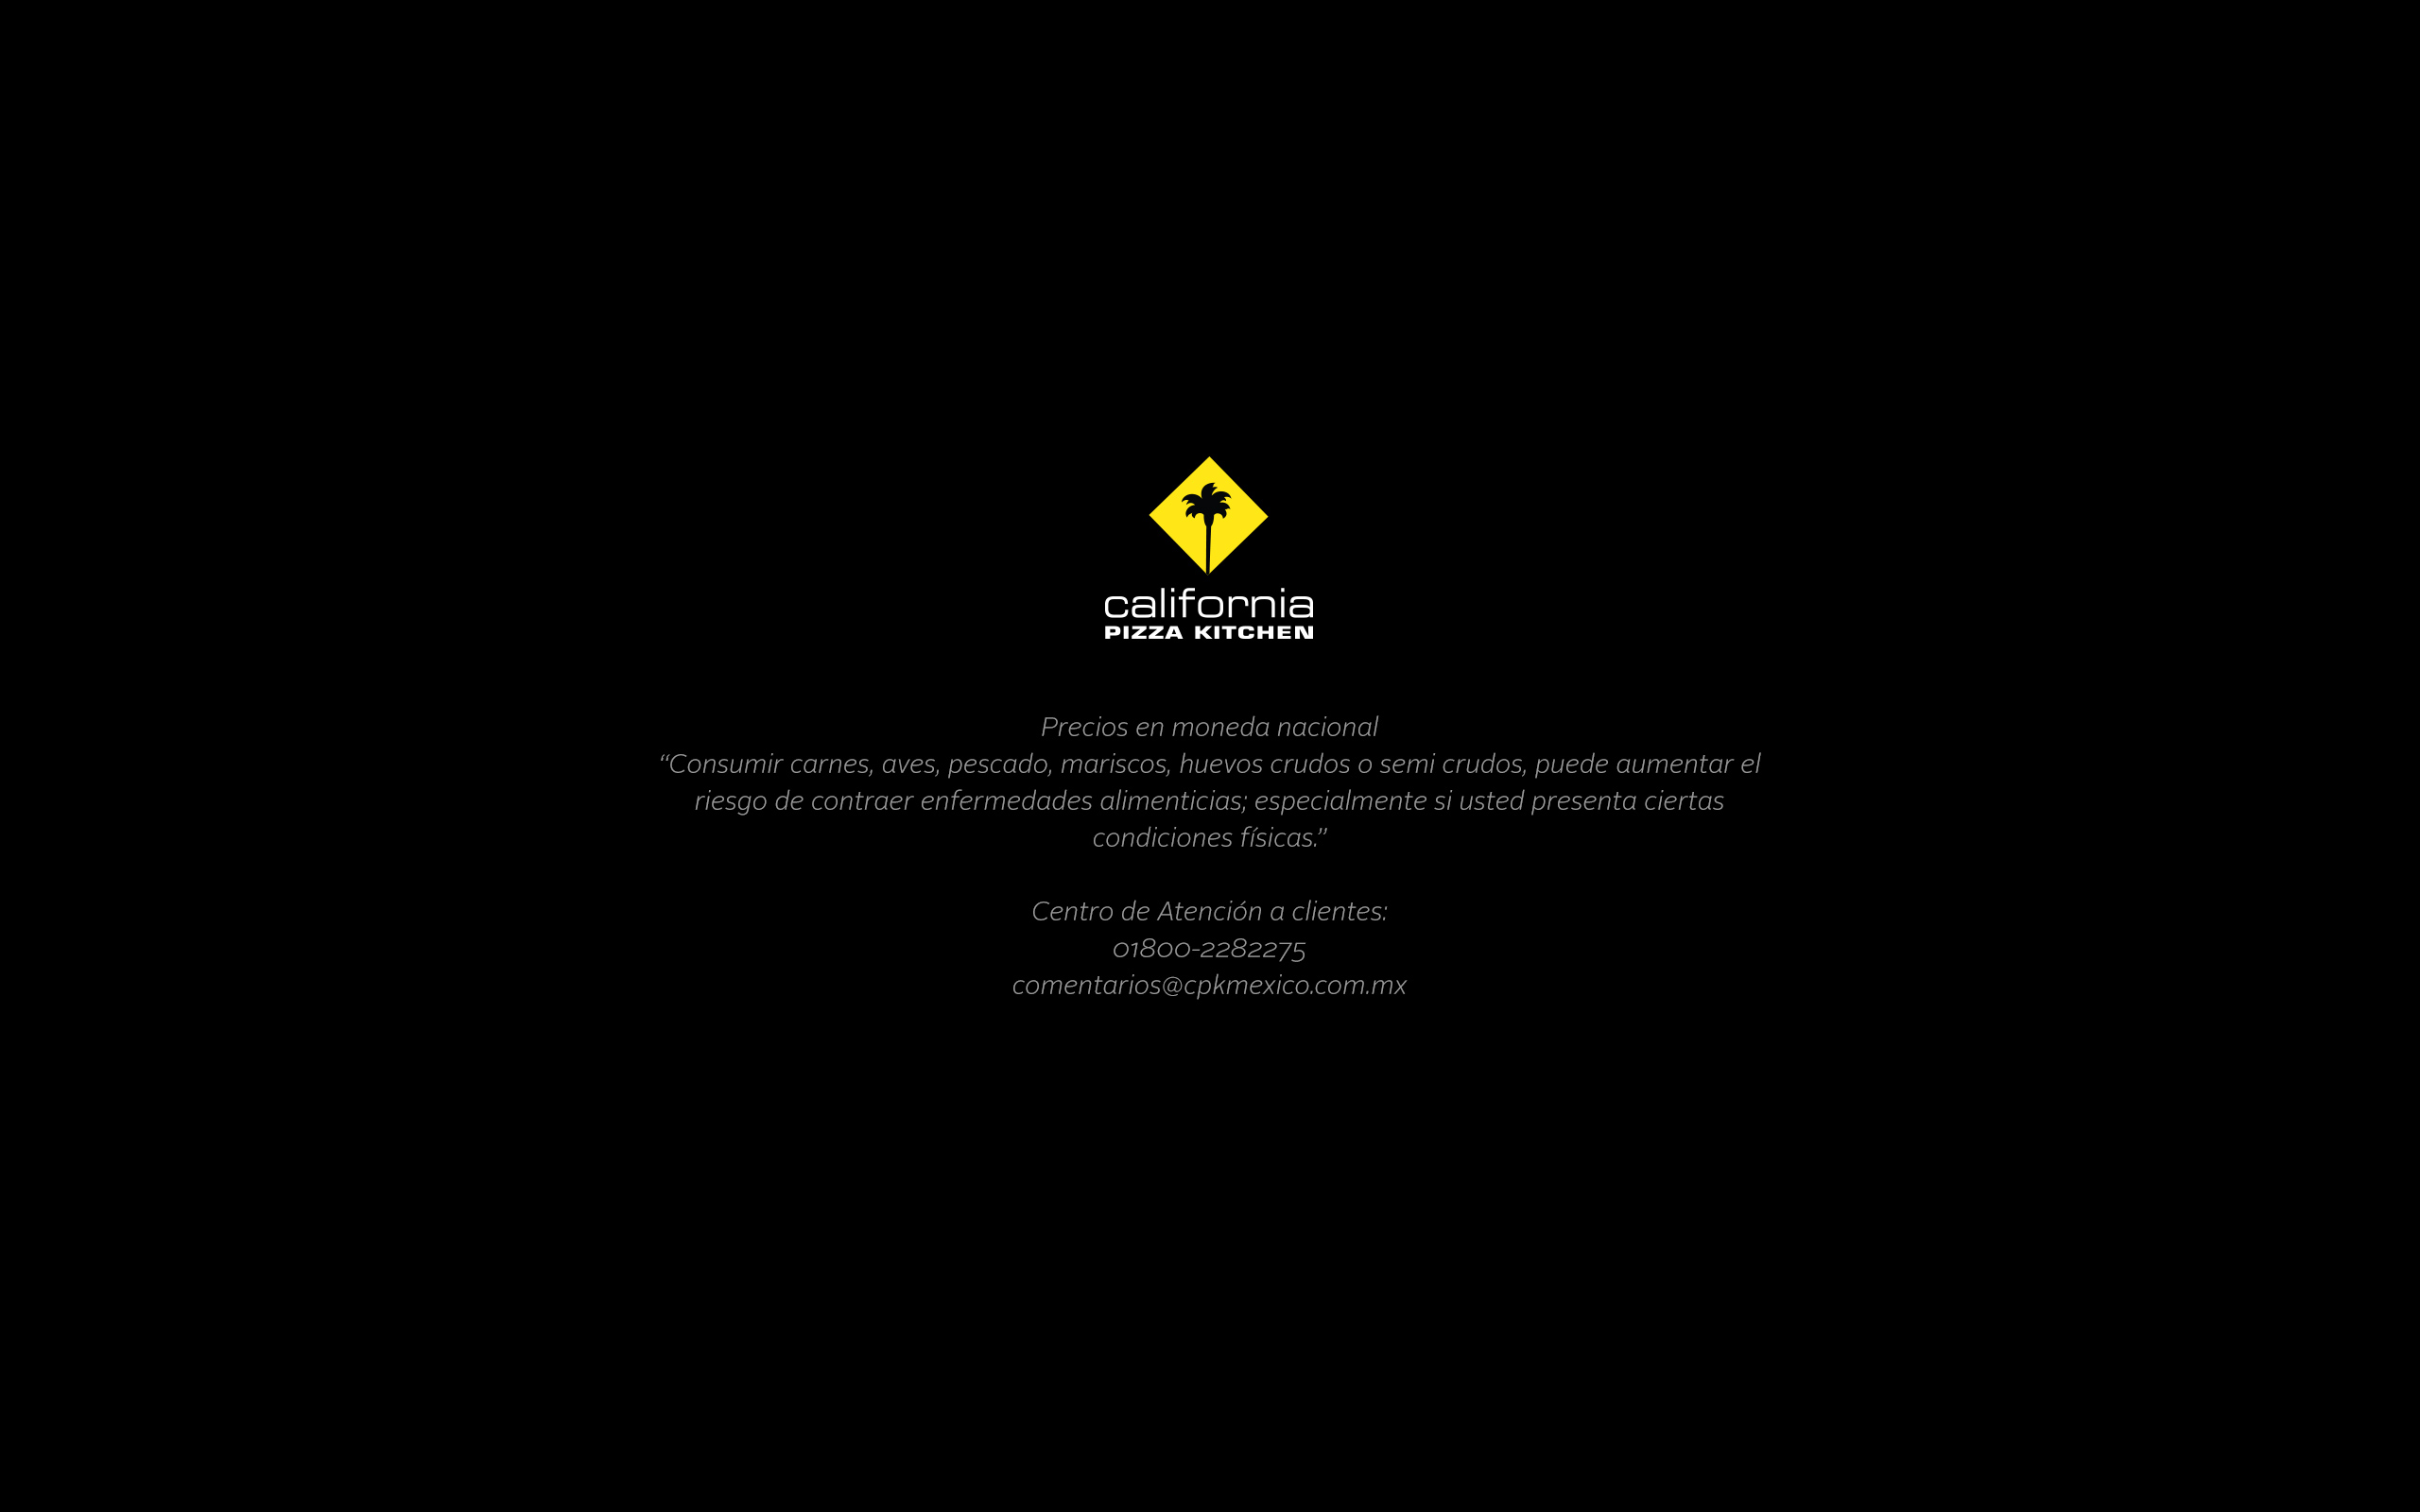 california
PIZZA KITCHEN
Precios en moneda nacional
“Consumir carnes, aves, pescado, mariscos, huevos crudos o semi crudos, puede aumentar el
riesgo de contraer enfermedades alimenticias; especialmente si usted presenta ciertas
condiciones físicas.”
Centro de Atención a clientes:
01800-2282275
comentarios@cpkmexico.com.mx